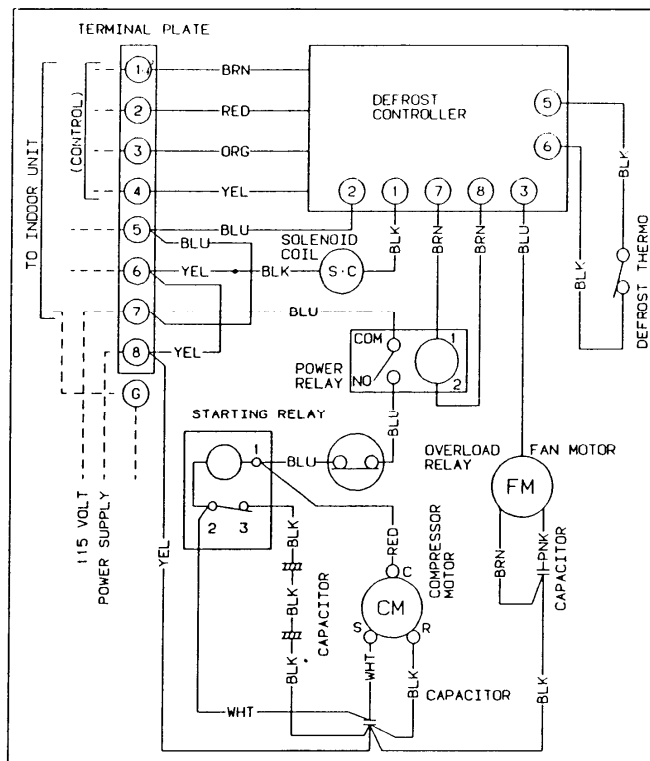 TERMINAL PLATE
TO INDOOR UNIT
(CONTROL)
1 BRN
2 RED
3 ORG
4 YEL
5 BLU
BLU
6 YEL BLK
7 BLU
8 YEL
G
DEFROST
CONTROLLER
5
6
2 1 7 8 3
BLK
BRN
BRN
BLU
BLK
BLK
DEFROST THERMO
SOLENOID
COIL
S·C
COM
NO
1
2
POWER
RELAY
BLU
STARTING RELAY
1
2 3
BLU
OVERLOAD
RELAY
FAN MOTOR
FM
BRN
PNK
CAPACITOR
BLK
115 VOLT
POWER SUPPLY
YEL
BLK
BLK
BLK
CAPACITOR
RED
COMPRESSOR
MOTOR
C
CM
S R
WHT
BLK
CAPACITOR
WHT